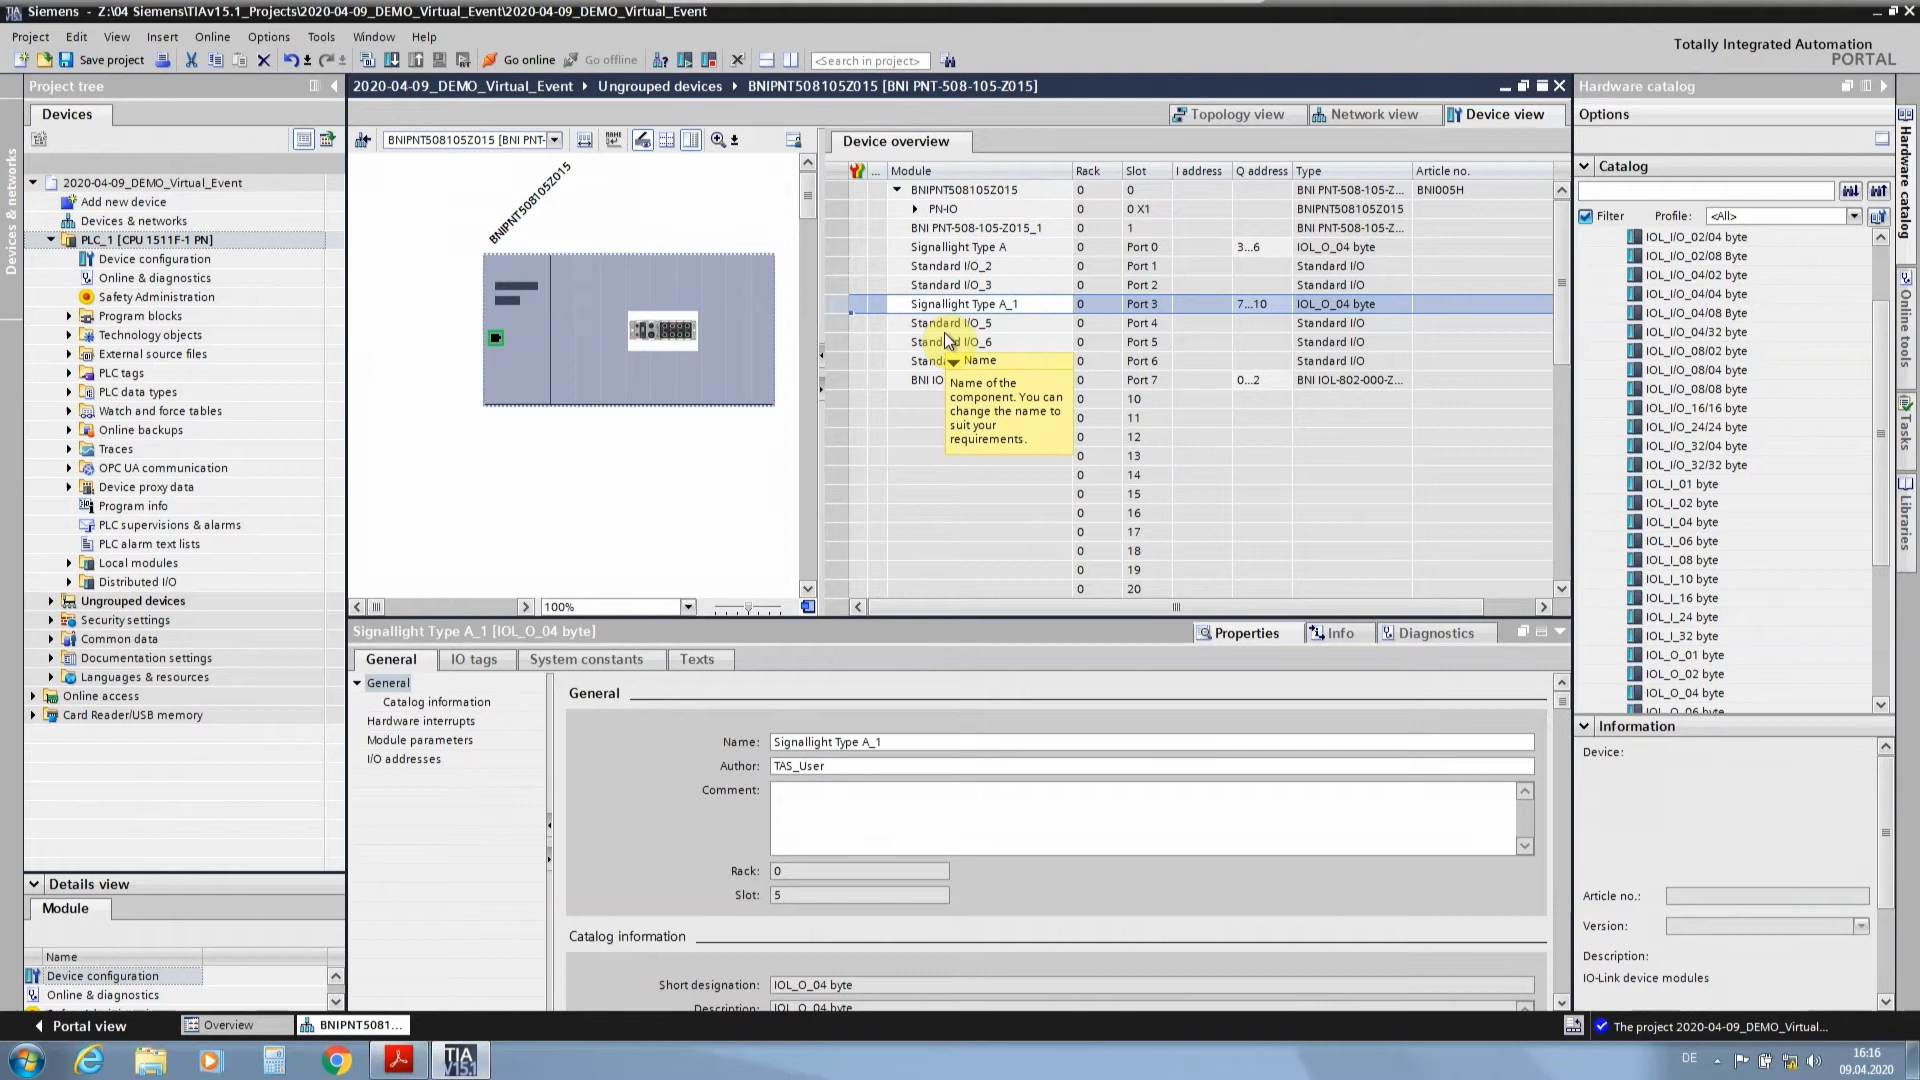 Siemens - Z:\04 Siemens\TIAv15.1_Projects\2020-04-09_DEMO_Virtual_Event\2020-04-09_DEMO_Virtual_Event
Project Edit View Insert Online Options Tools Window Help
Totally Integrated Automation
PORTAL
Save project
Go online
Go offline
<Search in project>
Project tree
2020-04-09_DEMO_Virtual_Event Ungrouped devices BNIPNT508105Z015 [BNI PNT-508-105-Z015]
Hardware catalog
Devices
Topology view
Network view
Device view
Options
BNIPNT508105Z015 [BNI PNT-
Device overview
Catalog
Filter Profile: <All>
Devices & networks
2020-04-09_DEMO_Virtual_Event
Add new device
Devices & networks
PLC_1 [CPU 1511F-1 PN]
Device configuration
Online & diagnostics
Safety Administration
Program blocks
Technology objects
External source files
PLC tags
PLC data types
Watch and force tables
Online backups
Traces
OPC UA communication
Device proxy data
Program info
PLC supervisions & alarms
PLC alarm text lists
Local modules
Distributed I/O
Ungrouped devices
Security settings
Common data
Documentation settings
Languages & resources
Online access
Card Reader/USB memory
BNIPNT508105Z015
100%
... Module Rack Slot I address Q address Type Article no.
BNIPNT508105Z015 0 0 BNI PNT-508-105-Z... BNI005H
PN-IO 0 0 X1 BNIPNT508105Z015
BNI PNT-508-105-Z015_1 0 1 BNI PNT-508-105-Z...
Signallight Type A 0 Port 0 3...6 IOL_O_04 byte
Standard I/O_2 0 Port 1 Standard I/O
Standard I/O_3 0 Port 2 Standard I/O
Signallight Type A_1 0 Port 3 7...10 IOL_O_04 byte
Standard I/O_5 0 Port 4 Standard I/O
Standard I/O_6 0 Port 5 Standard I/O
Stand 0 Port 6 Standard I/O
BNI IO 0 Port 7 0...2 BNI IOL-802-000-Z...
0 10
0 11
0 12
0 13
0 14
0 15
0 16
0 17
0 18
0 19
0 20
Name
Name of the
component. You can
change the name to
suit your
requirements.
IOL_I/O_02/04 byte
IOL_I/O_02/08 Byte
IOL_I/O_04/02 byte
IOL_I/O_04/04 byte
IOL_I/O_04/08 Byte
IOL_I/O_04/32 byte
IOL_I/O_08/02 byte
IOL_I/O_08/04 byte
IOL_I/O_08/08 byte
IOL_I/O_16/16 byte
IOL_I/O_24/24 byte
IOL_I/O_32/04 byte
IOL_I/O_32/32 byte
IOL_I_01 byte
IOL_I_02 byte
IOL_I_04 byte
IOL_I_06 byte
IOL_I_08 byte
IOL_I_10 byte
IOL_I_16 byte
IOL_I_24 byte
IOL_I_32 byte
IOL_O_01 byte
IOL_O_02 byte
IOL_O_04 byte
IOL_O_06 byte
Hardware catalog
Online tools
Tasks
Libraries
Signallight Type A_1 [IOL_O_04 byte]
Properties
Info
Diagnostics
General
IO tags
System constants
Texts
General
Catalog information
Hardware interrupts
Module parameters
I/O addresses
General
Name: Signallight Type A_1
Author: TAS_User
Comment:
Rack: 0
Slot: 5
Catalog information
Short designation: IOL_O_04 byte
Description: IOL_O_04 byte
Information
Device:
Article no.:
Version:
Description:
IO-Link device modules
Details view
Module
Name
Device configuration
Online & diagnostics
Portal view
Overview
BNIPNT5081...
The project 2020-04-09_DEMO_Virtual...
TIA
V15.1
DE
16:16
09.04.2020